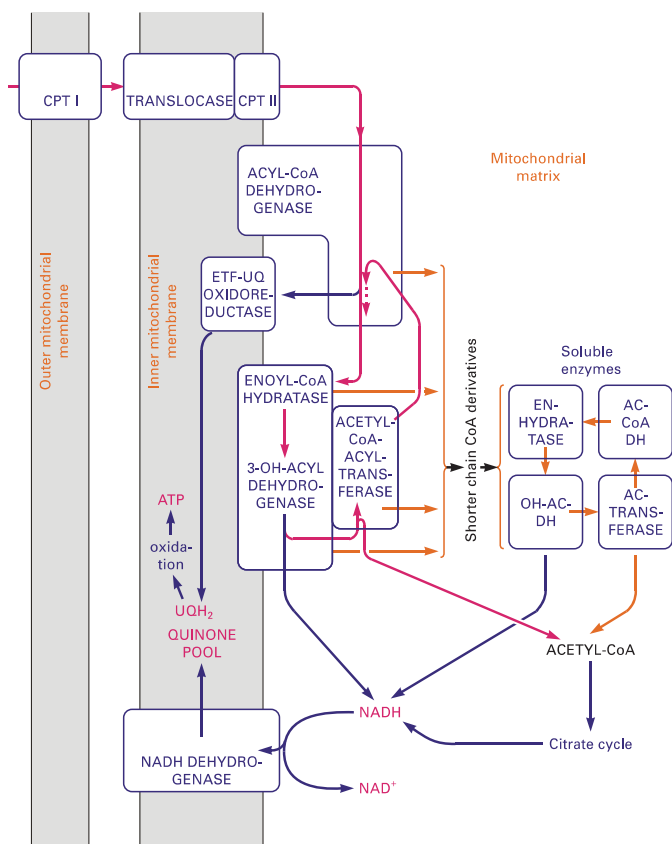 CPT I
TRANSLOCASE
CPT II
Mitochondrial
matrix
ACYL-CoA
DEHYDRO-
GENASE
Outer mitochondrial
membrane
Inner mitochondrial
membrane
ETF-UQ
OXIDORE-
DUCTASE
ENOYL-CoA
HYDRATASE
3-OH-ACYL
DEHYDRO-
GENASE
ACETYL-
CoA-
ACYL-
TRANS-
FERASE
Shorter chain CoA derivatives
Soluble
enzymes
EN-
HYDRA-
TASE
AC-
CoA
DH
OH-AC-
DH
AC-
TRANS-
FERASE
ATP
oxida-
tion
UQH₂
QUINONE
POOL
ACETYL-CoA
NADH
Citrate cycle
NADH DEHYDRO-
GENASE
NAD⁺